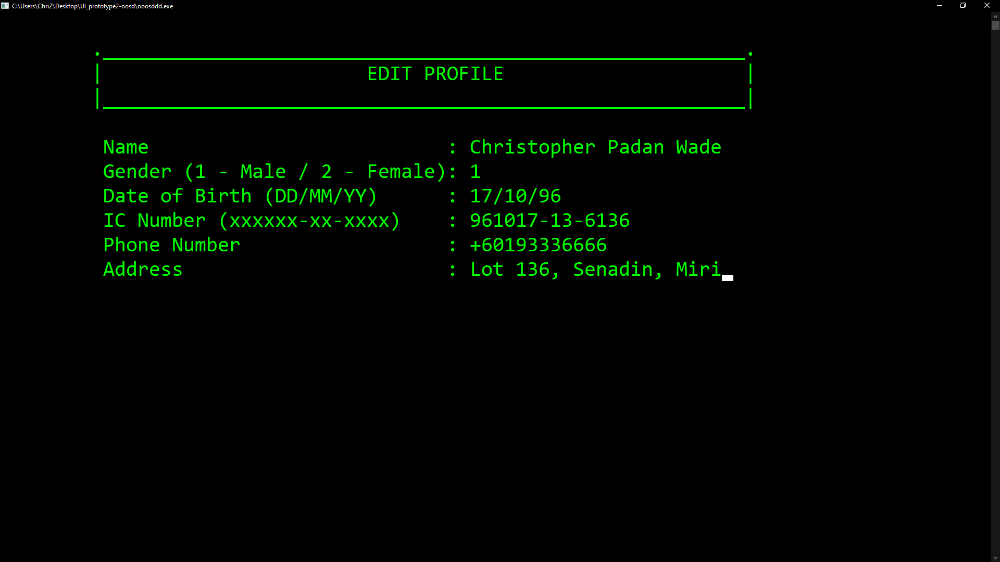 C:\Users\ChriZ\Desktop\UI_prototype2-oosd\ooosddd.exe
EDIT PROFILE
Name : Christopher Padan Wade
Gender (1 - Male / 2 - Female): 1
Date of Birth (DD/MM/YY) : 17/10/96
IC Number (xxxxxx-xx-xxxx) : 961017-13-6136
Phone Number : +60193336666
Address : Lot 136, Senadin, Miri